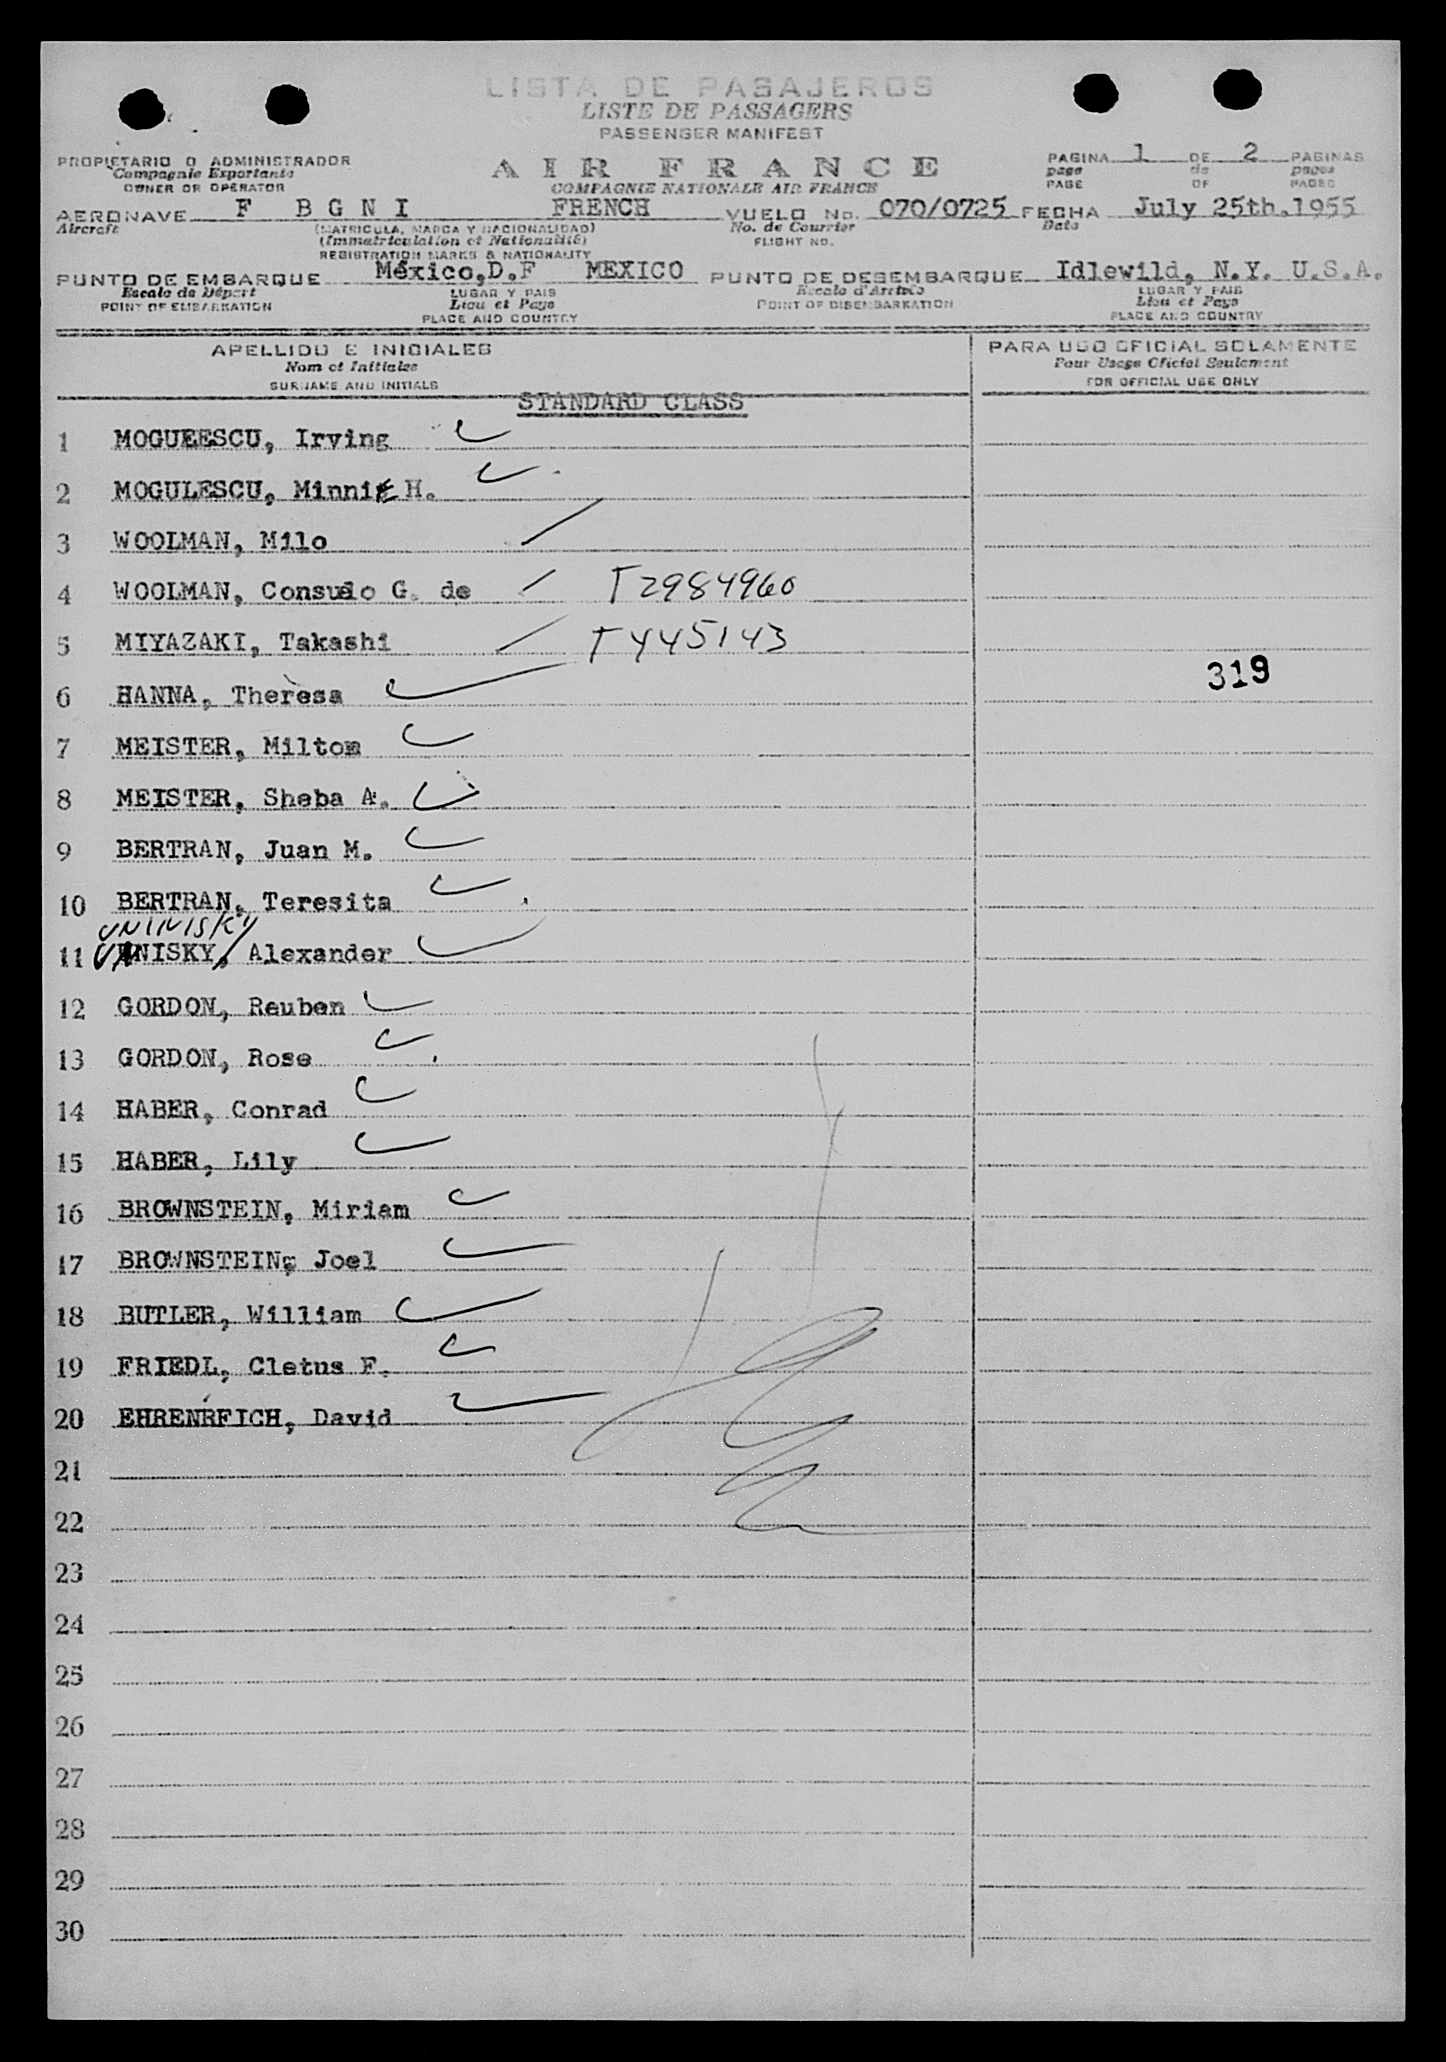 LISTA DE PASAJEROS
LISTE DE PASSAGERS
PASSENGER MANIFEST
PROPIETARIO O ADMINISTRADOR
Compagnie Exportante
OWNER OR OPERATOR
AIR FRANCE
COMPAGNIE NATIONALE AIR FRANCE
PAGINA 1 DE 2 PAGINAS
page de pages
PAGE OF PAGES
AERONAVE F BGNI FRENCH VUELO No. 070/0725 FECHA July 25th.1955
Aircraft (MATRICULA, MARCA Y NACIONALIDAD) No. de Courrier Date
(Immatriculation et Nationalité) FLIGHT NO.
REGISTRATION MARKS & NATIONALITY
PUNTO DE EMBARQUE México,D.F MEXICO PUNTO DE DESEMBARQUE Idlewild, N.Y. U.S.A.
Escale de Départ LUGAR Y PAIS Escale d'Arrivée LUGAR Y PAIS
POINT OF EMBARKATION Lieu et Pays POINT OF DISEMBARKATION Lieu et Pays
PLACE AND COUNTRY PLACE AND COUNTRY
APELLIDO E INICIALES PARA USO OFICIAL SOLAMENTE
Nom et Initiales Pour Usage Oficiel Seulement
SURNAME AND INITIALS FOR OFFICIAL USE ONLY
STANDARD CLASS
1 MOGUEESCU, Irving
2 MOGULESCU, Minnie H.
3 WOOLMAN, Milo
4 WOOLMAN, Consuelo G. de T2984960
5 MIYAZAKI, Takashi T445143
319
6 HANNA, Theresa
7 MEISTER, Milton
8 MEISTER, Sheba A.
9 BERTRAN, Juan M.
10 BERTRAN, Teresita
UNINISKY
11 UNNISKY, Alexander
12 GORDON, Reuben
13 GORDON, Rose
14 HABER, Conrad
15 HABER, Lily
16 BROWNSTEIN, Miriam
17 BROWNSTEIN, Joel
18 BUTLER, William
19 FRIEDL, Cletus F.
20 EHRENRFICH, David
21
22
23
24
25
26
27
28
29
30